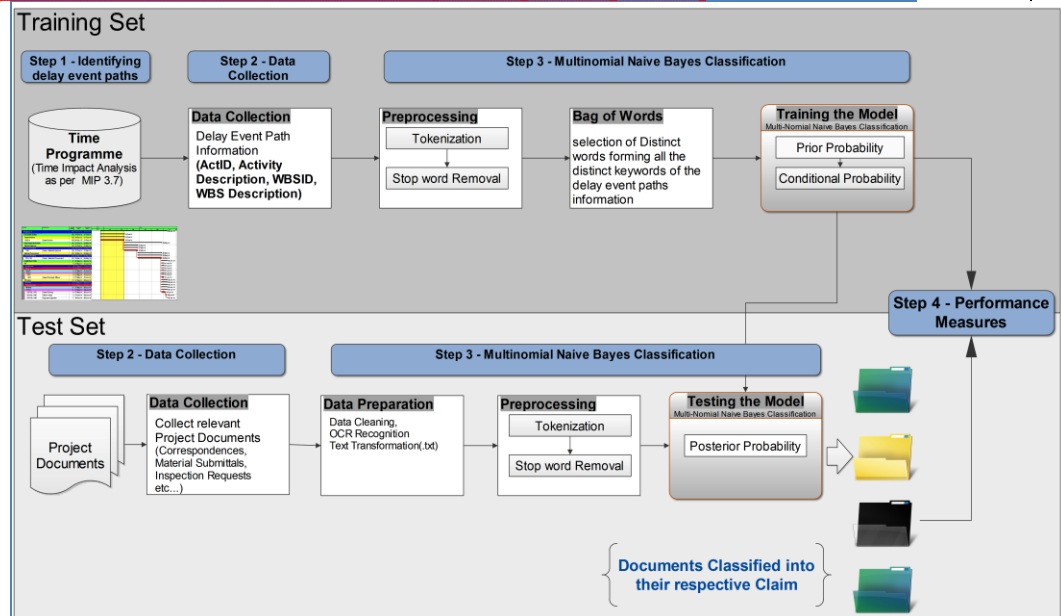 Training Set
Step 1 - Identifying
delay event paths
Step 2 - Data
Collection
Step 3 - Multinomial Naive Bayes Classification
Time
Programme
(Time Impact Analysis
as per MIP 3.7)
Data Collection
Delay Event Path
Information
(ActID, Activity
Description, WBSID,
WBS Description)
Preprocessing
Tokenization
Stop word Removal
Bag of Words
selection of Distinct
words forming all the
distinct keywords of the
delay event paths
information
Training the Model
Multi-Nomial Naive Bayes Classification
Prior Probability
Conditional Probability
Step 4 - Performance
Measures
Test Set
Step 2 - Data Collection
Step 3 - Multinomial Naive Bayes Classification
Project
Documents
Data Collection
Collect relevant
Project Documents
(Correspondences,
Material Submittals,
Inspection Requests
etc...)
Data Preparation
Data Cleaning,
OCR Recognition
Text Transformation(.txt)
Preprocessing
Tokenization
Stop word Removal
Testing the Model
Multi-Nomial Naive Bayes Classification
Posterior Probability
Documents Classified into
their respective Claim